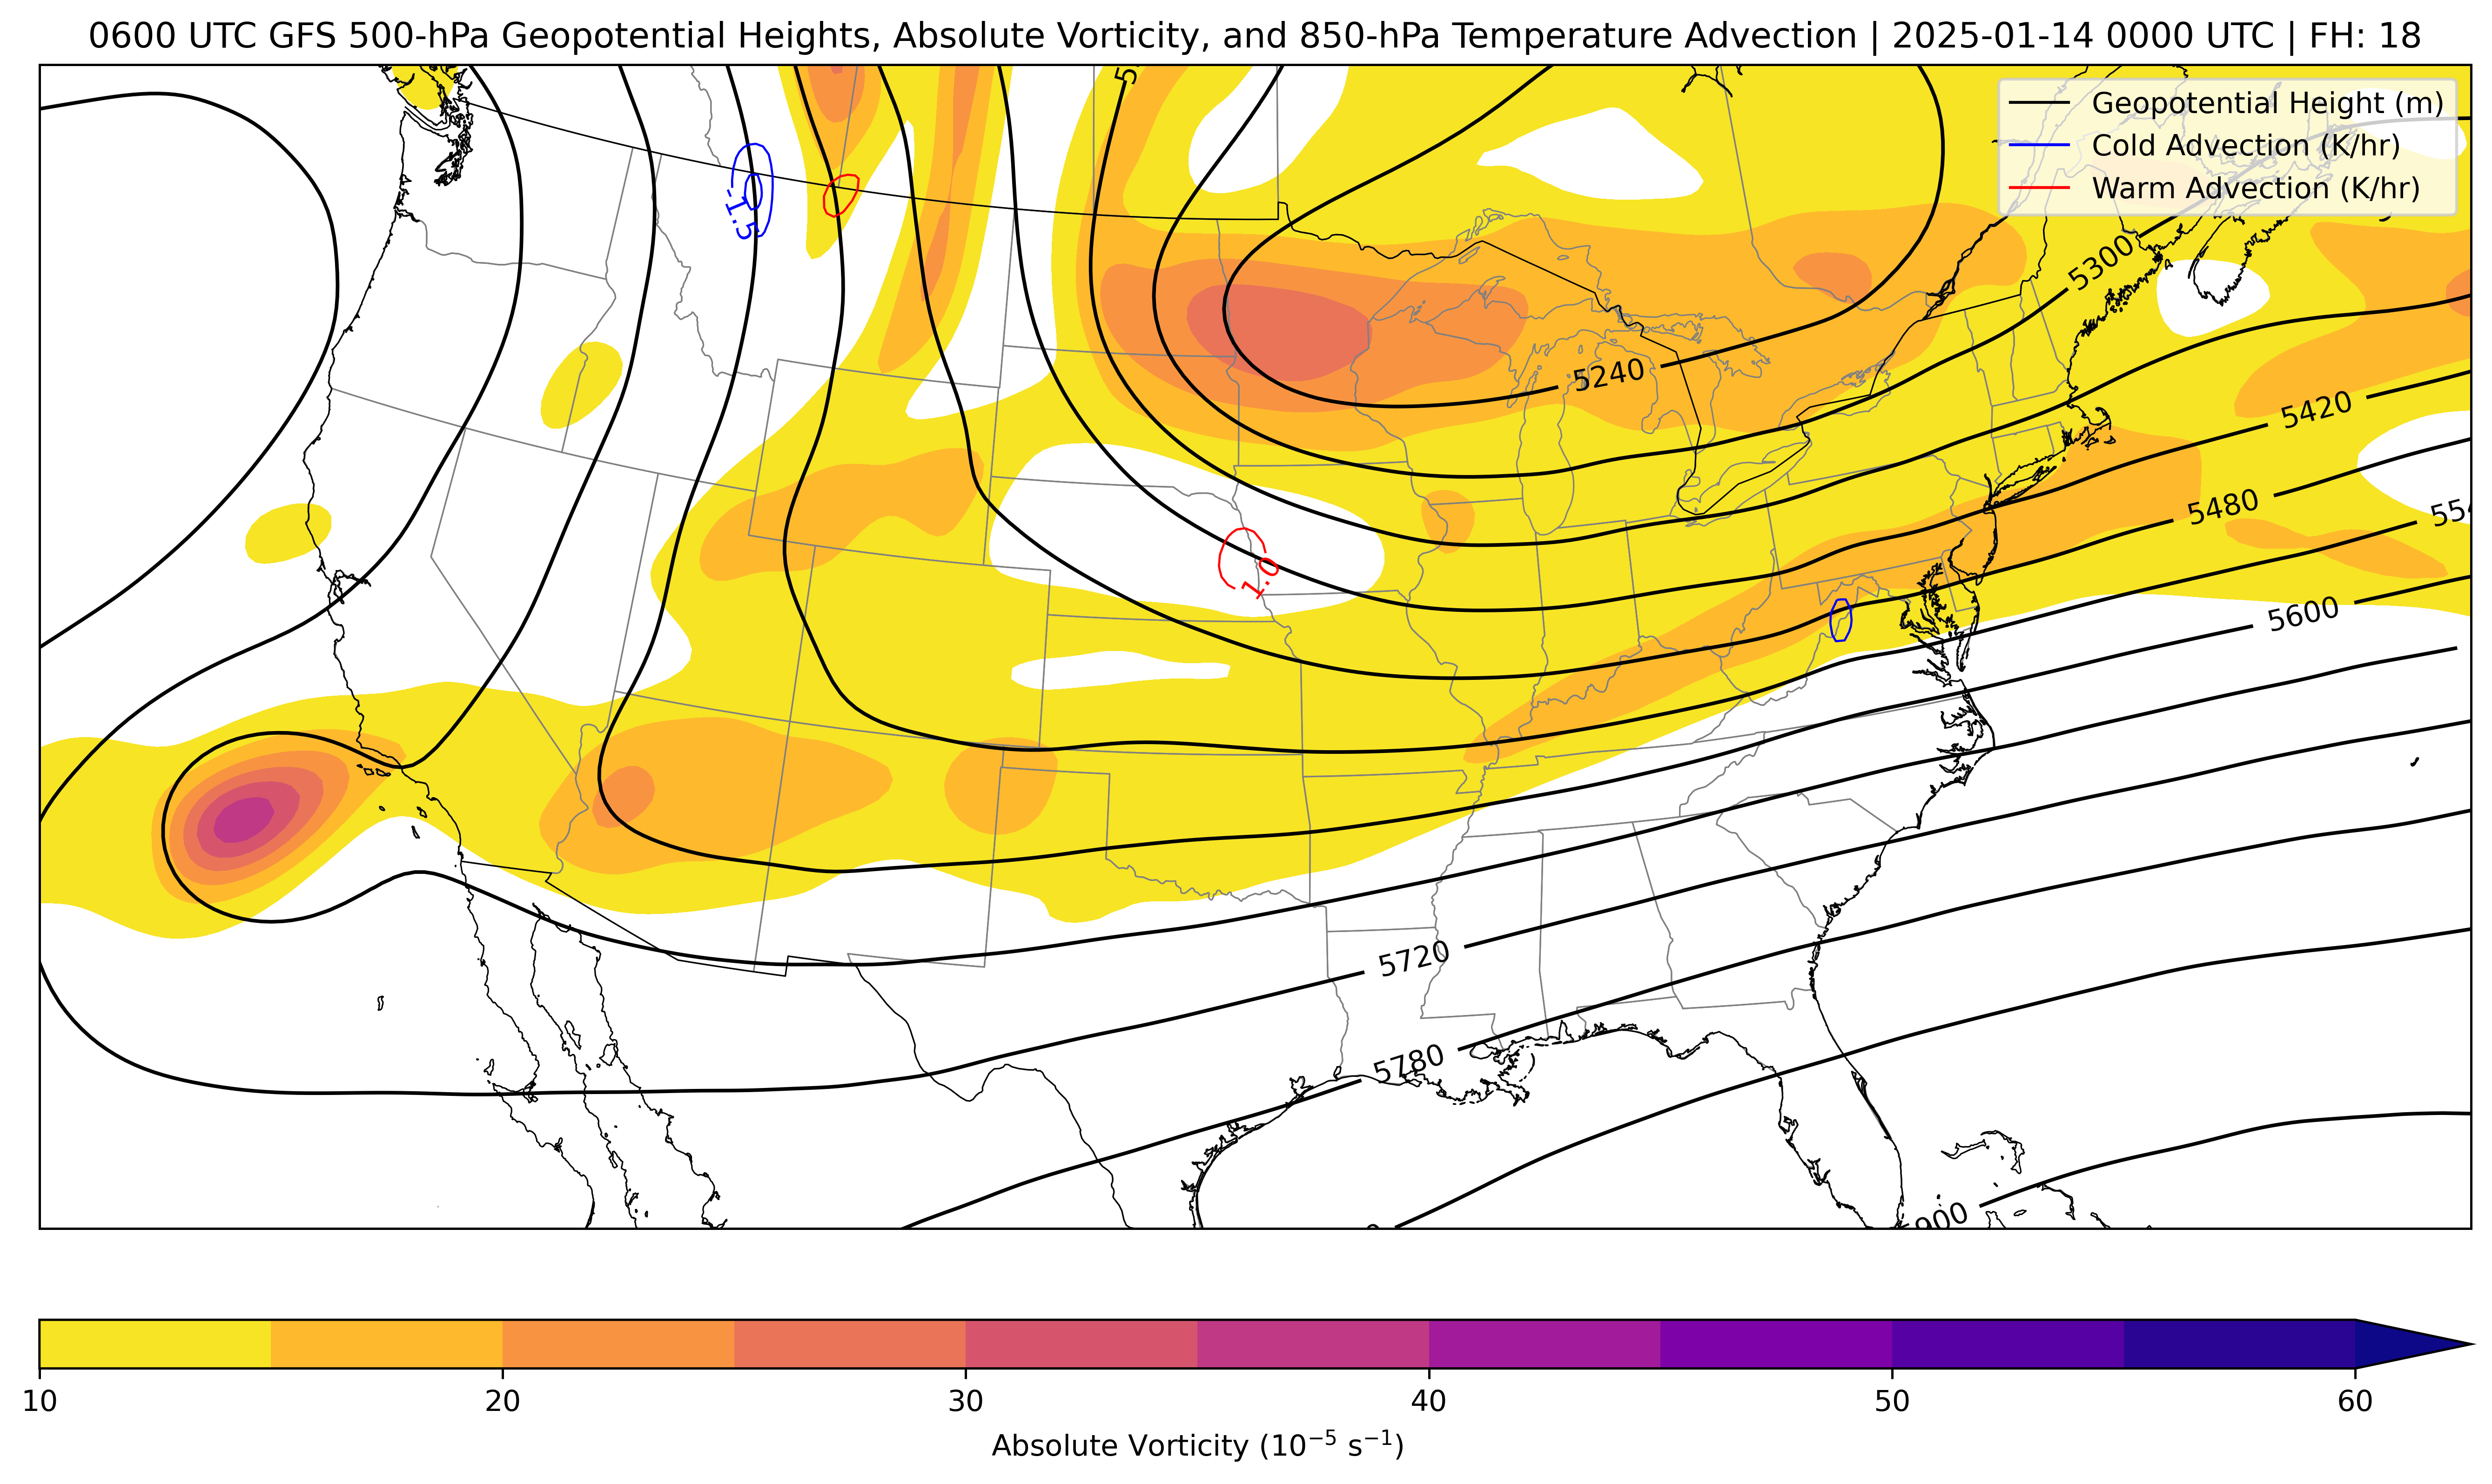 0600 UTC GFS 500-hPa Geopotential Heights, Absolute Vorticity, and 850-hPa Temperature Advection | 2025-01-14 0000 UTC | FH: 18
Geopotential Height (m)
Cold Advection (K/hr)
Warm Advection (K/hr)
-1.5
5300
5240
5420
5480
1.0
5600
5720
5780
10 20 30 40 50 60
Absolute Vorticity (10⁻⁵ s⁻¹)